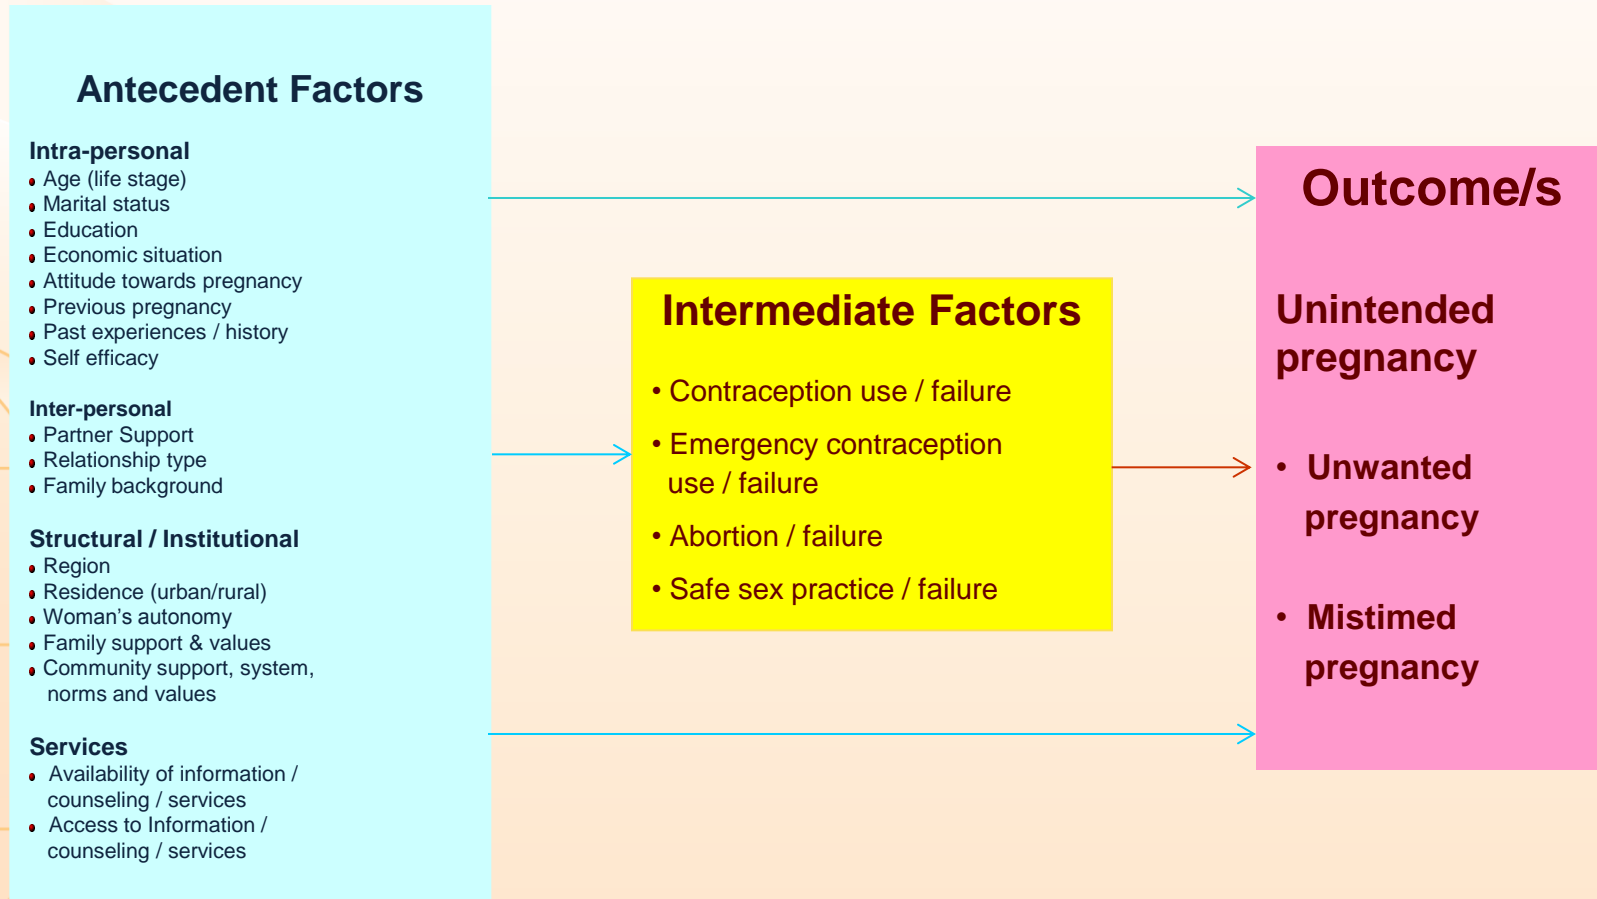 Antecedent Factors
Intra-personal
• Age (life stage)
• Marital status
• Education
• Economic situation
• Attitude towards pregnancy
• Previous pregnancy
• Past experiences / history
• Self efficacy
Inter-personal
• Partner Support
• Relationship type
• Family background
Structural / Institutional
• Region
• Residence (urban/rural)
• Woman’s autonomy
• Family support & values
• Community support, system,
norms and values
Services
• Availability of information /
counseling / services
• Access to Information /
counseling / services
Intermediate Factors
• Contraception use / failure
• Emergency contraception
use / failure
• Abortion / failure
• Safe sex practice / failure
Outcome/s
Unintended
pregnancy
• Unwanted
pregnancy
• Mistimed
pregnancy